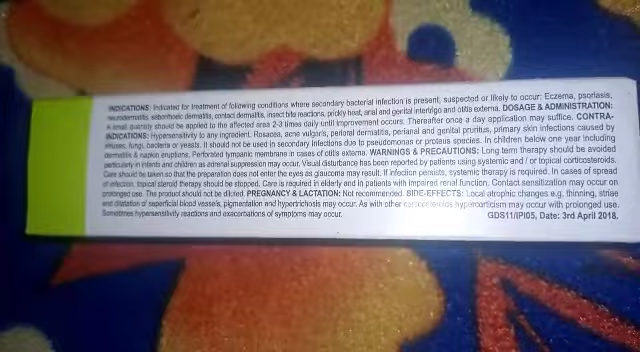 INDICATIONS: Indicated for treatment of following conditions where secondary bacterial infection is present, suspected or likely to occur: Eczema, psoriasis,
neurodermatitis, seborrhoeic dermatitis, contact dermatitis, insect bite reactions, prickly heat, anal and genital intertrigo and otitis externa. DOSAGE & ADMINISTRATION:
A small quantity should be applied to the affected area 2-3 times daily until improvement occurs. Thereafter once a day application may suffice. CONTRA-
INDICATIONS: Hypersensitivity to any ingredient. Rosacea, acne vulgaris, perioral dermatitis, perianal and genital pruritus, primary skin infections caused by
viruses, fungi, bacteria or yeasts. It should not be used in secondary infections due to pseudomonas or proteus species. In children below one year including
dermatitis & napkin eruptions. Perforated tympanic membrane in cases of otitis externa. WARNINGS & PRECAUTIONS: Long term therapy should be avoided
particularly in infants and children as adrenal suppression may occur. Visual disturbance has been reported by patients using systemic and / or topical corticosteroids.
Care should be taken so that the preparation does not enter the eyes as glaucoma may result. If infection persists, systemic therapy is required. In cases of spread
of infection, topical steroid therapy should be stopped. Care is required in elderly and in patients with impaired renal function. Contact sensitization may occur on
prolonged use. The product should not be diluted. PREGNANCY & LACTATION: Not recommended. SIDE-EFFECTS: Local atrophic changes e.g. thinning, striae
and dilatation of superficial blood vessels, pigmentation and hypertrichosis may occur. As with other corticosteroids hypercorticism may occur with prolonged use.
Sometimes hypersensitivity reactions and exacerbations of symptoms may occur. GDS11/IPI05, Date: 3rd April 2018.